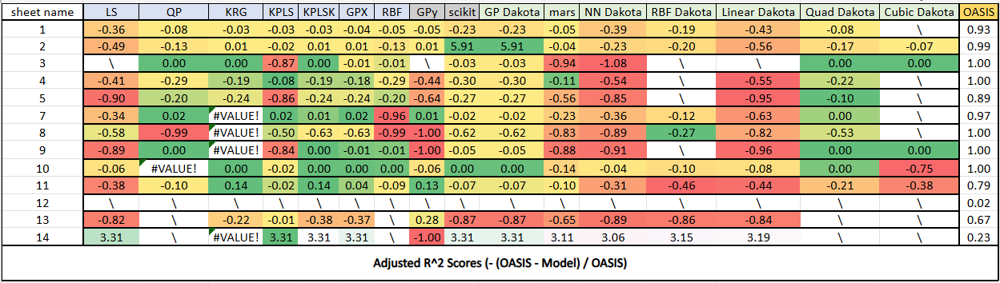 sheet name LS QP KRG KPLS KPLSK GPX RBF GPy scikit GP Dakota mars NN Dakota RBF Dakota Linear Dakota Quad Dakota Cubic Dakota OASIS
1 -0.36 -0.08 -0.03 -0.03 -0.03 -0.04 -0.05 -0.05 -0.23 -0.23 -0.05 -0.39 -0.19 -0.43 -0.08 \ 0.93
2 -0.49 -0.13 0.01 -0.02 0.01 0.01 -0.13 0.01 5.91 5.91 -0.04 -0.23 -0.20 -0.56 -0.17 -0.07 0.99
3 \ 0.00 0.00 -0.87 0.00 -0.01 -0.01 \ -0.03 -0.03 -0.94 -1.08 \ \ 0.00 0.00 1.00
4 -0.41 -0.29 -0.19 -0.08 -0.19 -0.18 -0.29 -0.44 -0.30 -0.30 -0.11 -0.54 \ -0.55 -0.22 \ 1.00
5 -0.90 -0.20 -0.24 -0.86 -0.24 -0.24 -0.20 -0.64 -0.27 -0.27 -0.56 -0.85 \ -0.95 -0.10 \ 0.89
7 -0.34 0.02 #VALUE! 0.02 0.01 0.02 -0.96 0.01 -0.02 -0.02 -0.23 -0.36 -0.12 -0.63 0.00 \ 0.97
8 -0.58 -0.99 #VALUE! -0.50 -0.63 -0.63 -0.99 -1.00 -0.62 -0.62 -0.83 -0.89 -0.27 -0.82 -0.53 \ 1.00
9 -0.89 0.00 #VALUE! -0.84 0.00 -0.01 -0.01 -1.00 -0.05 -0.05 -0.88 -0.91 \ -0.96 0.00 0.00 1.00
10 -0.06 #VALUE! 0.00 -0.02 0.00 0.00 0.00 -0.06 0.00 0.00 -0.14 -0.04 -0.10 -0.08 0.00 -0.75 1.00
11 -0.38 -0.10 0.14 -0.02 0.14 0.04 -0.09 0.13 -0.07 -0.07 -0.10 -0.31 -0.46 -0.44 -0.21 -0.38 0.79
12 \ \ \ \ \ \ \ \ \ \ \ \ \ \ \ \ 0.02
13 -0.82 \ -0.22 -0.01 -0.38 -0.37 \ 0.28 -0.87 -0.87 -0.65 -0.89 -0.86 -0.84 \ \ 0.67
14 3.31 \ #VALUE! 3.31 3.31 3.31 \ -1.00 3.31 3.31 3.11 3.06 3.15 3.19 \ \ 0.23
Adjusted R^2 Scores (- (OASIS - Model) / OASIS)